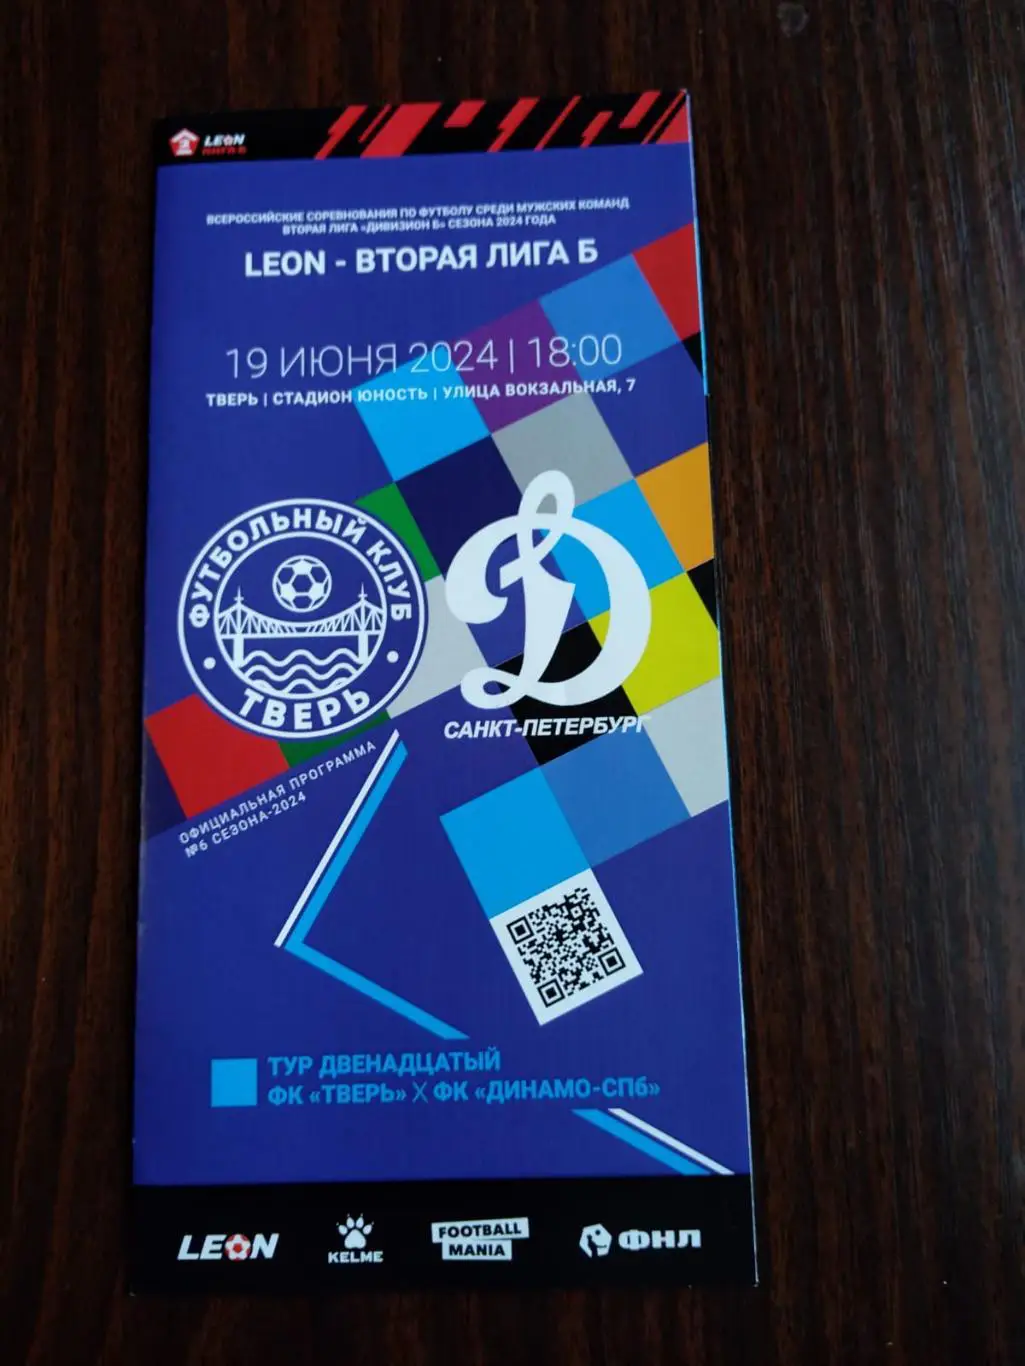 LEON
ЛИГА Б
ВСЕРОССИЙСКИЕ СОРЕВНОВАНИЯ ПО ФУТБОЛУ СРЕДИ МУЖСКИХ КОМАНД
ВТОРАЯ ЛИГА «ДИВИЗИОН Б» СЕЗОНА 2024 ГОДА
LEON - ВТОРАЯ ЛИГА Б
19 ИЮНЯ 2024 | 18:00
ТВЕРЬ | СТАДИОН ЮНОСТЬ | УЛИЦА ВОКЗАЛЬНАЯ, 7
ФУТБОЛЬНЫЙ КЛУБ
ТВЕРЬ
Д
САНКТ-ПЕТЕРБУРГ
ОФИЦИАЛЬНАЯ ПРОГРАММА
№6 СЕЗОНА-2024
ТУР ДВЕНАДЦАТЫЙ
ФК «ТВЕРЬ» X ФК «ДИНАМО-СПб»
LEON
KELME
FOOTBALL
MANIA
ФНЛ